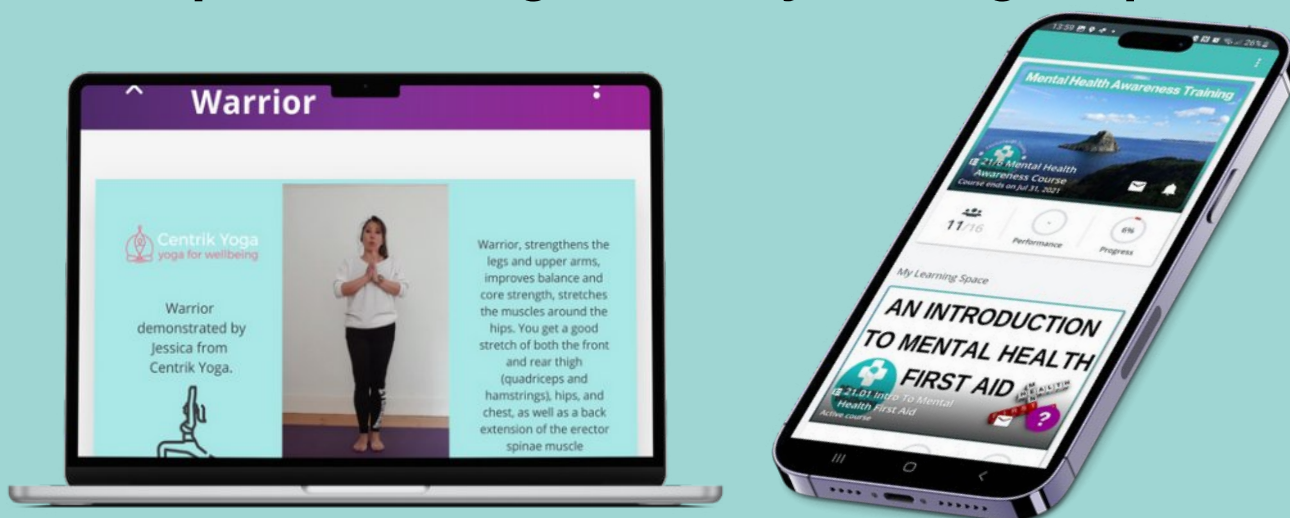 Warrior
Centrik Yoga
yoga for wellbeing
Warrior
demonstrated by
Jessica from
Centrik Yoga.
Warrior, strengthens the
legs and upper arms,
improves balance and
core strength, stretches
the muscles around the
hips. You get a good
stretch of both the front
and rear thigh
(quadriceps and
hamstrings), hips, and
chest, as well as a back
extension of the erector
spinae muscle
13:59
26%
Mental Health Awareness Training
21/6 Mental Health
Awareness Course
Course ends on Jul 31, 2021
11/16
Performance
6%
Progress
My Learning Space
AN INTRODUCTION
TO MENTAL HEALTH
FIRST AID
21.01 Intro To Mental
Health First Aid
Active course
?